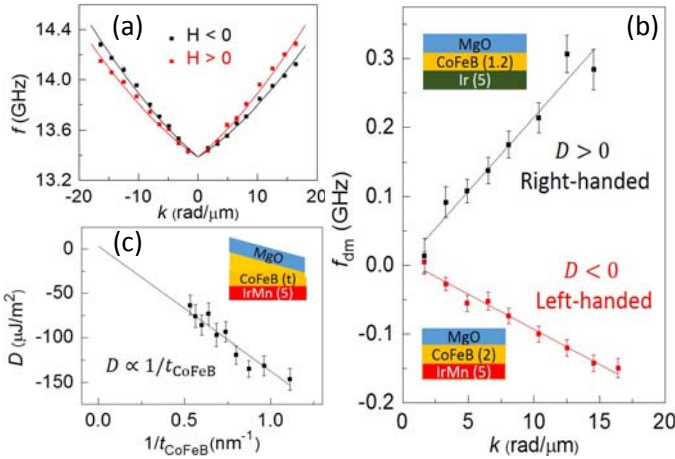 (a)
H < 0
H > 0
14.4
14.0
13.6
13.2
f (GHz)
-20 -10 0 10 20
k (rad/μm)
(c)
MgO
CoFeB (t)
IrMn (5)
0
-50
-100
-150
D (μJ/m²)
D ∝ 1/t_CoFeB
0.0 0.5 1.0
1/t_CoFeB(nm⁻¹)
(b)
MgO
CoFeB (1.2)
Ir (5)
0.3
0.2
0.1
0.0
-0.1
-0.2
f_dm (GHz)
D > 0
Right-handed
D < 0
Left-handed
MgO
CoFeB (2)
IrMn (5)
0 5 10 15 20
k (rad/μm)